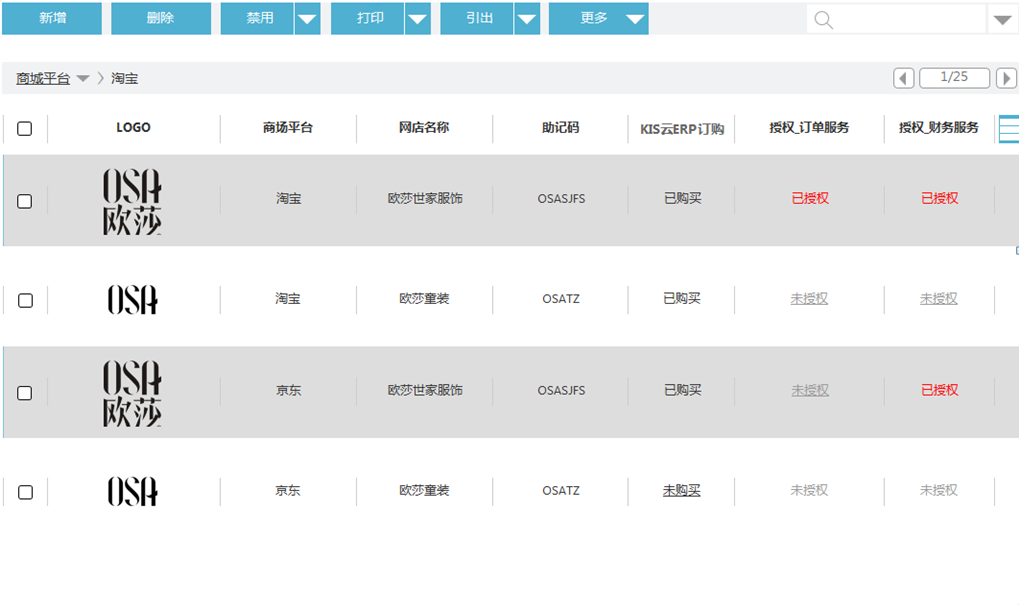 新增 删除 禁用 打印 引出 更多
商城平台 淘宝 1/25
LOGO 商场平台 网店名称 助记码 KIS云ERP订购 授权_订单服务 授权_财务服务
OSA
欧莎
淘宝 欧莎世家服饰 OSASJFS 已购买 已授权 已授权
OSA 淘宝 欧莎童装 OSATZ 已购买 未授权 未授权
OSA
欧莎
京东 欧莎世家服饰 OSASJFS 已购买 未授权 已授权
OSA 京东 欧莎童装 OSATZ 未购买 未授权 未授权